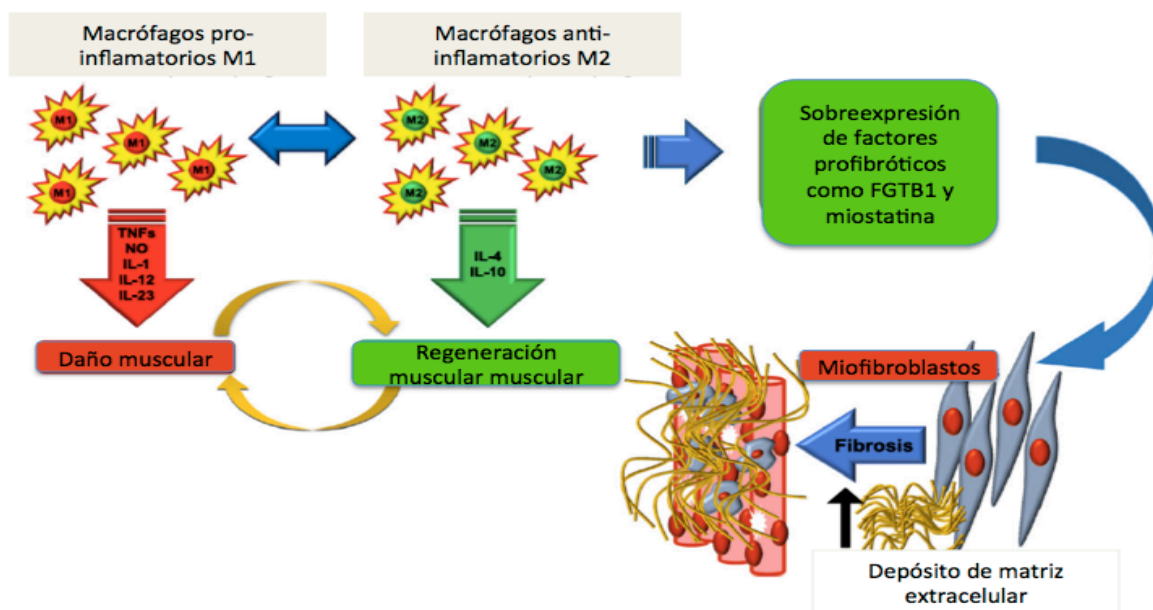 Macrófagos pro-
inflamatorios M1
Macrófagos anti-
inflamatorios M2
M1
M1
M1
M1
M2
M2
M2
M2
Sobreexpresión
de factores
profibróticos
como FGTB1 y
miostatina
TNFs
NO
IL-1
IL-12
IL-23
IL-4
IL-10
Daño muscular
Regeneración
muscular muscular
Miofibroblastos
Fibrosis
Depósito de matriz
extracelular